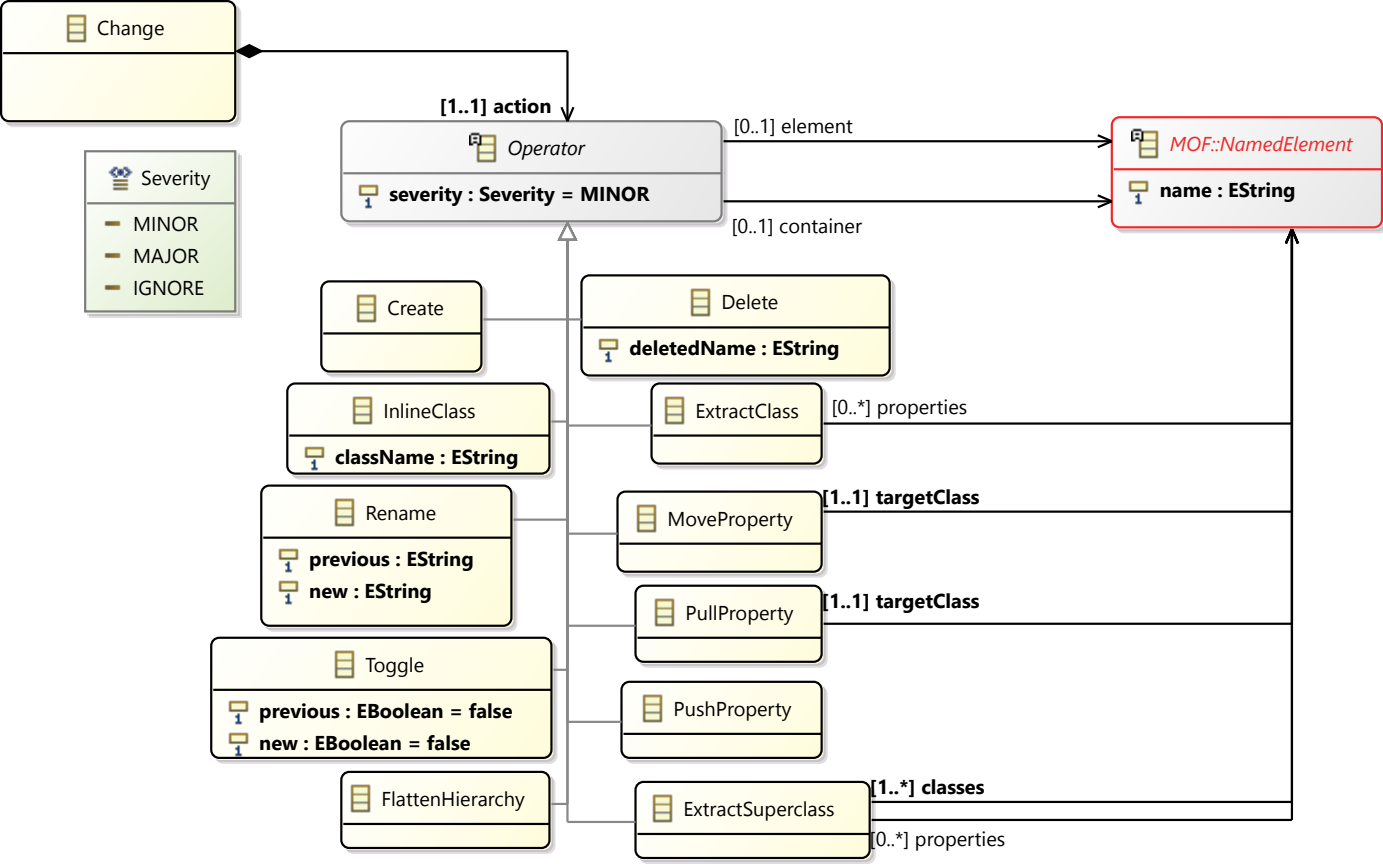 Change
[1..1] action
Operator
severity : Severity = MINOR
[0..1] element
[0..1] container
MOF::NamedElement
name : EString
Severity
MINOR
MAJOR
IGNORE
Create
Delete
deletedName : EString
InlineClass
className : EString
ExtractClass
[0..*] properties
Rename
previous : EString
new : EString
MoveProperty
[1..1] targetClass
PullProperty
[1..1] targetClass
Toggle
previous : EBoolean = false
new : EBoolean = false
PushProperty
FlattenHierarchy
ExtractSuperclass
[1..*] classes
[0..*] properties